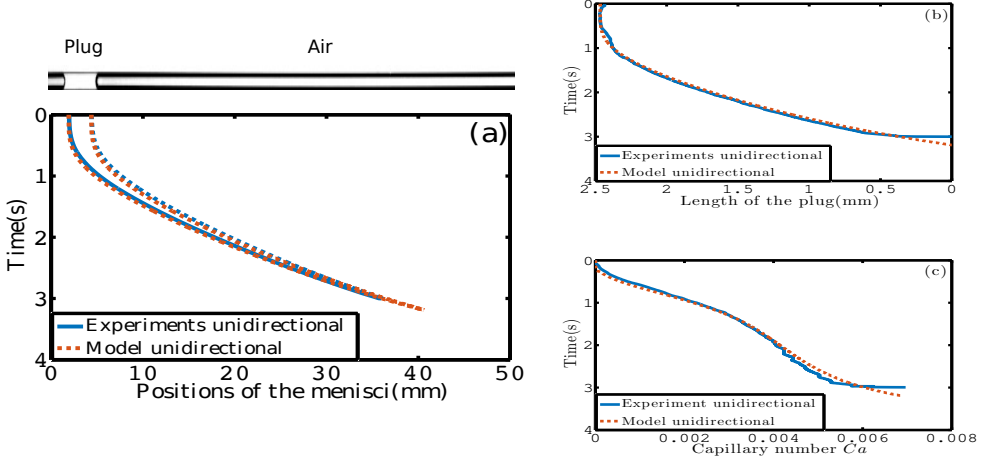 Plug Air
(a)
0
1
2
3
4
Time(s)
0 10 20 30 40 50
Positions of the menisci(mm)
Experiments unidirectional
Model unidirectional
(b)
0
1
2
3
4
Time(s)
2.5 2 1.5 1 0.5 0
Length of the plug(mm)
Experiments unidirectional
Model unidirectional
(c)
0
1
2
3
4
Time(s)
0 0.002 0.004 0.006 0.008
Capillary number Ca
Experiment unidirectional
Model unidirectional